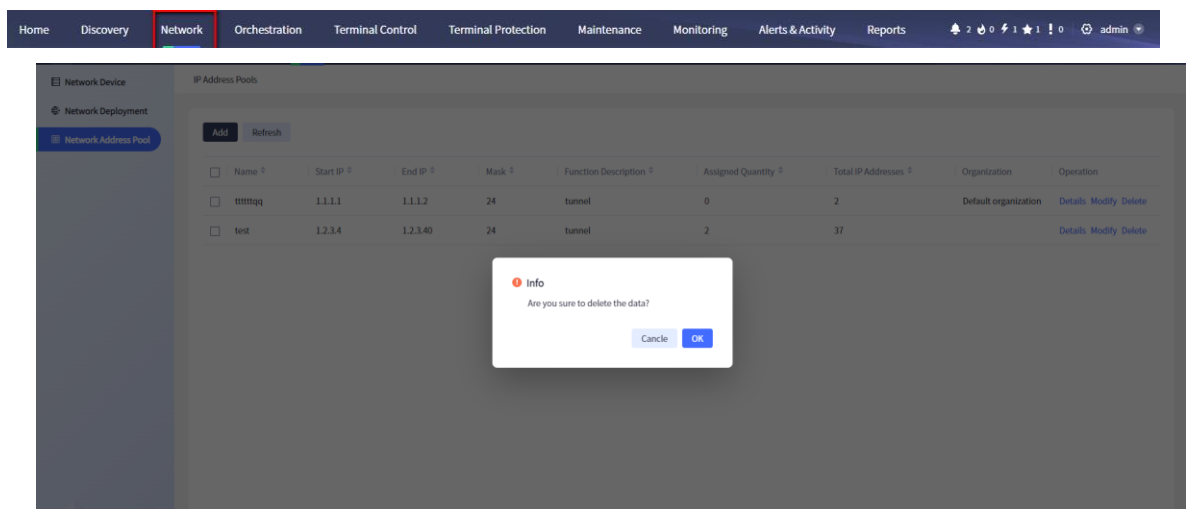 Home Discovery Network Orchestration Terminal Control Terminal Protection Maintenance Monitoring Alerts & Activity Reports 2 0 1 1 0 admin
Network Device
IP Address Pools
Network Deployment
Network Address Pool
Add Refresh
Name Start IP End IP Mask Function Description Assigned Quantity Total IP Addresses Organization Operation
1.1.1.1 1.1.1.2 24 tunnel 0 2 Default organization Details Modify Delete
test 1.2.3.4 1.2.3.40 24 tunnel 2 37 Details Modify Delete
Info
Are you sure to delete the data?
Cancle OK